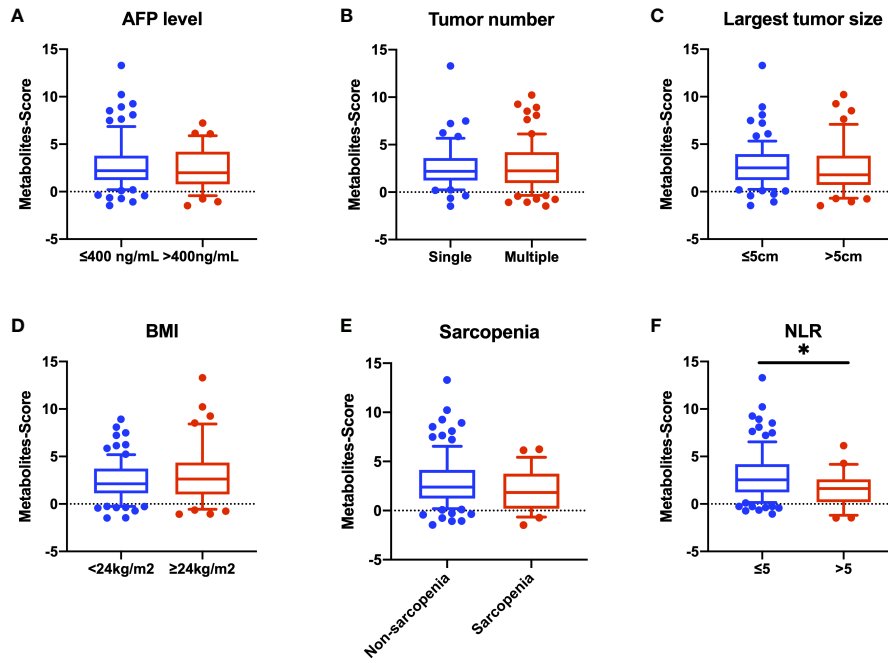 A
AFP level
Metabolites-Score
15
10
5
0
-5
≤400 ng/mL >400ng/mL
B
Tumor number
Metabolites-Score
15
10
5
0
-5
Single Multiple
C
Largest tumor size
Metabolites-Score
15
10
5
0
-5
≤5cm >5cm
D
BMI
Metabolites-Score
15
10
5
0
-5
<24kg/m2 ≥24kg/m2
E
Sarcopenia
Metabolites-Score
15
10
5
0
-5
Non-sarcopenia
Sarcopenia
F
NLR
*
Metabolites-Score
15
10
5
0
-5
≤5 >5